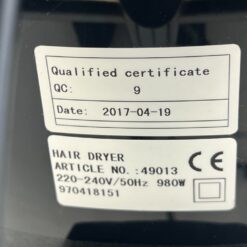 Qualified certificate
QC: 9
Date: 2017-04-19
HAIR DRYER
ARTICLE NO.:49013
220-240V/50Hz 980W
970418151
CE